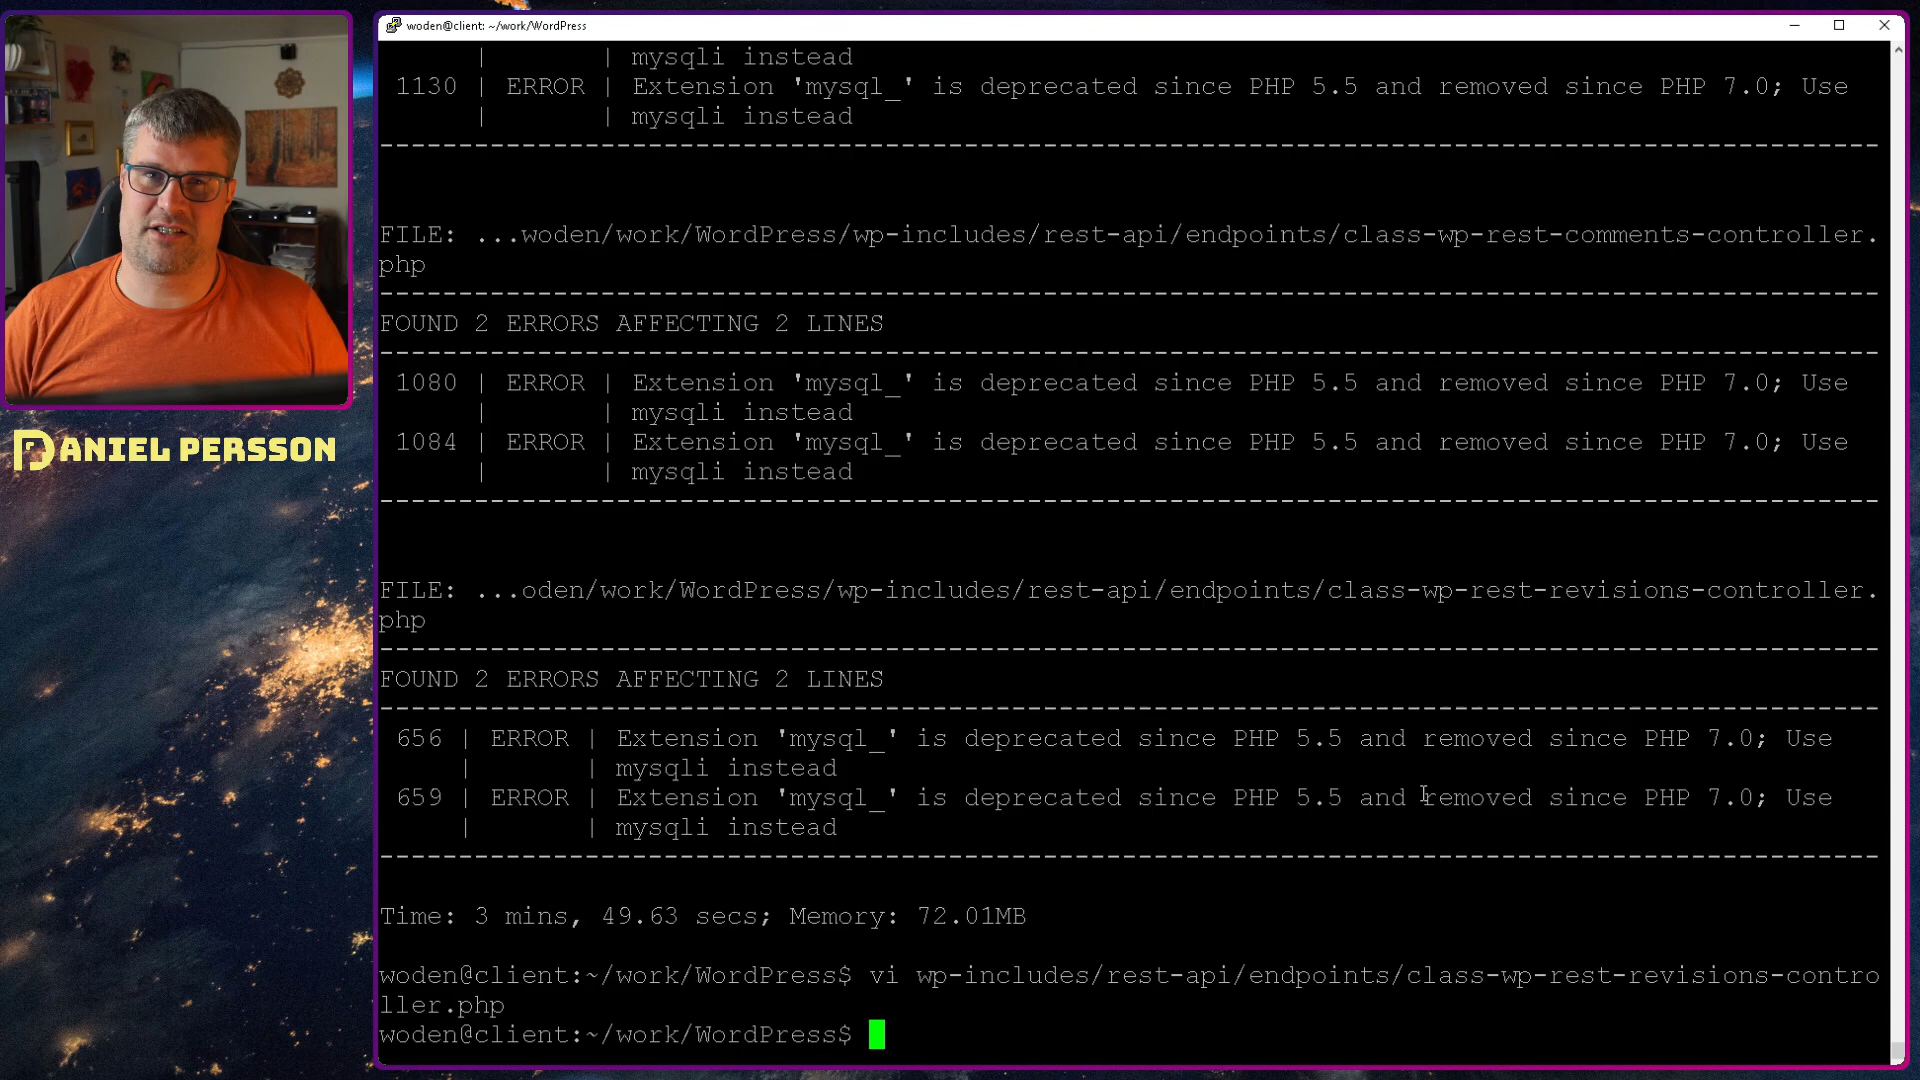 woden@client: ~/work/WordPress
| | mysqli instead
1130 | ERROR | Extension 'mysql_' is deprecated since PHP 5.5 and removed since PHP 7.0; Use
| | mysqli instead
--------------------------------------------------------------------------------
FILE: ...woden/work/WordPress/wp-includes/rest-api/endpoints/class-wp-rest-comments-controller.
php
--------------------------------------------------------------------------------
FOUND 2 ERRORS AFFECTING 2 LINES
--------------------------------------------------------------------------------
1080 | ERROR | Extension 'mysql_' is deprecated since PHP 5.5 and removed since PHP 7.0; Use
| | mysqli instead
1084 | ERROR | Extension 'mysql_' is deprecated since PHP 5.5 and removed since PHP 7.0; Use
| | mysqli instead
--------------------------------------------------------------------------------
FILE: ...oden/work/WordPress/wp-includes/rest-api/endpoints/class-wp-rest-revisions-controller.
php
--------------------------------------------------------------------------------
FOUND 2 ERRORS AFFECTING 2 LINES
--------------------------------------------------------------------------------
656 | ERROR | Extension 'mysql_' is deprecated since PHP 5.5 and removed since PHP 7.0; Use
| | mysqli instead
659 | ERROR | Extension 'mysql_' is deprecated since PHP 5.5 and removed since PHP 7.0; Use
| | mysqli instead
--------------------------------------------------------------------------------
Time: 3 mins, 49.63 secs; Memory: 72.01MB
woden@client:~/work/WordPress$ vi wp-includes/rest-api/endpoints/class-wp-rest-revisions-contro
ller.php
woden@client:~/work/WordPress$
DANIEL PERSSON